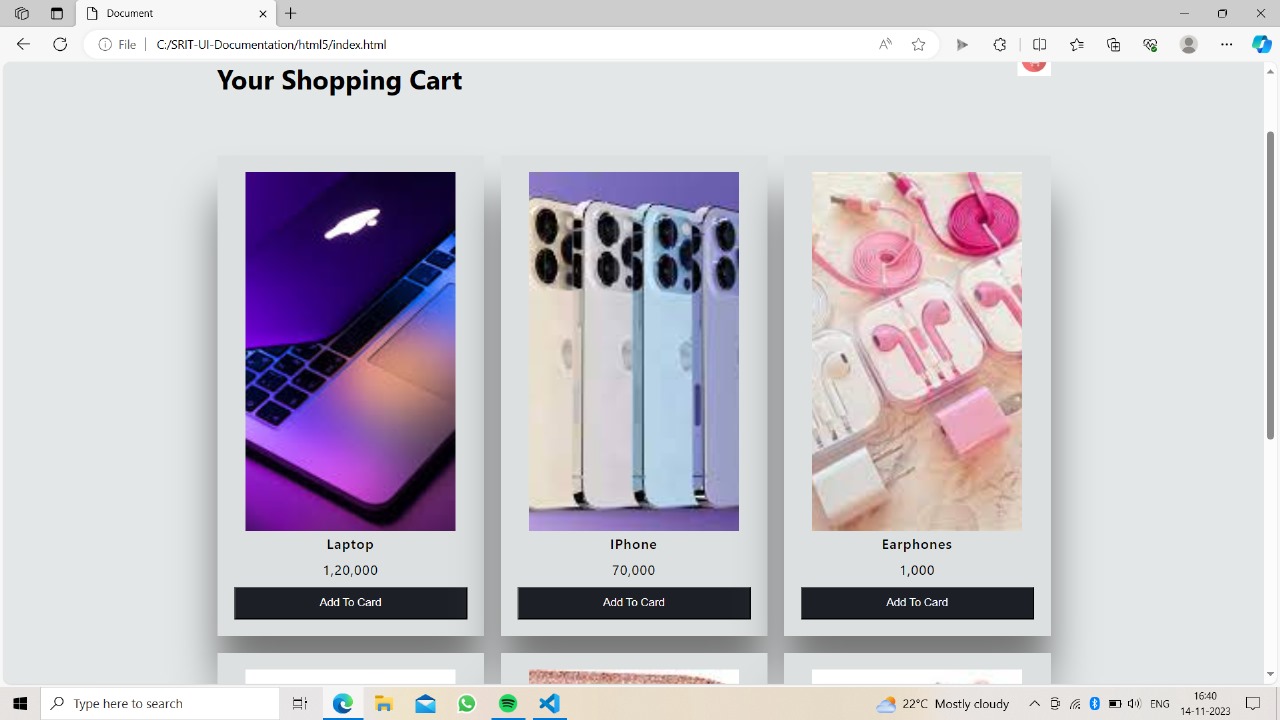 Document
File
C:/SRIT-UI-Documentation/html5/index.html
Your Shopping Cart
Laptop
IPhone
Earphones
1,20,000
70,000
1,000
Add To Card
Add To Card
Add To Card
Type here to search
22°C Mostly cloudy
ENG
16:40
14-11-2023